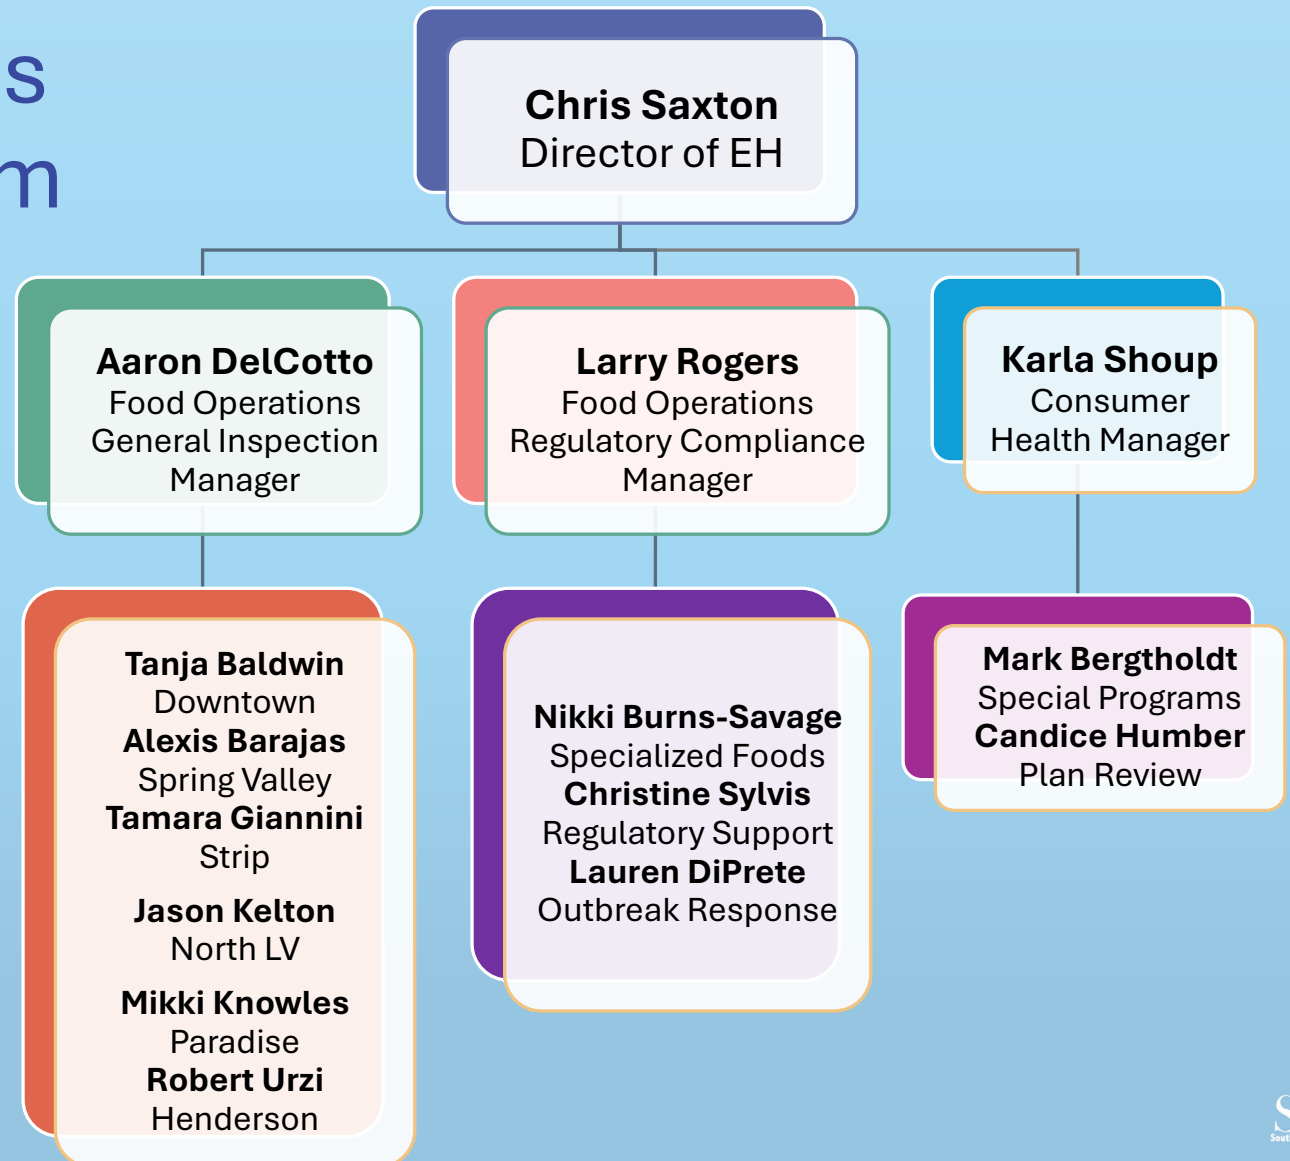 s
m
Chris Saxton
Director of EH
Aaron DelCotto
Food Operations
General Inspection
Manager
Larry Rogers
Food Operations
Regulatory Compliance
Manager
Karla Shoup
Consumer
Health Manager
Tanja Baldwin
Downtown
Alexis Barajas
Spring Valley
Tamara Giannini
Strip
Jason Kelton
North LV
Mikki Knowles
Paradise
Robert Urzi
Henderson
Nikki Burns-Savage
Specialized Foods
Christine Sylvis
Regulatory Support
Lauren DiPrete
Outbreak Response
Mark Bergtholdt
Special Programs
Candice Humber
Plan Review
S
South